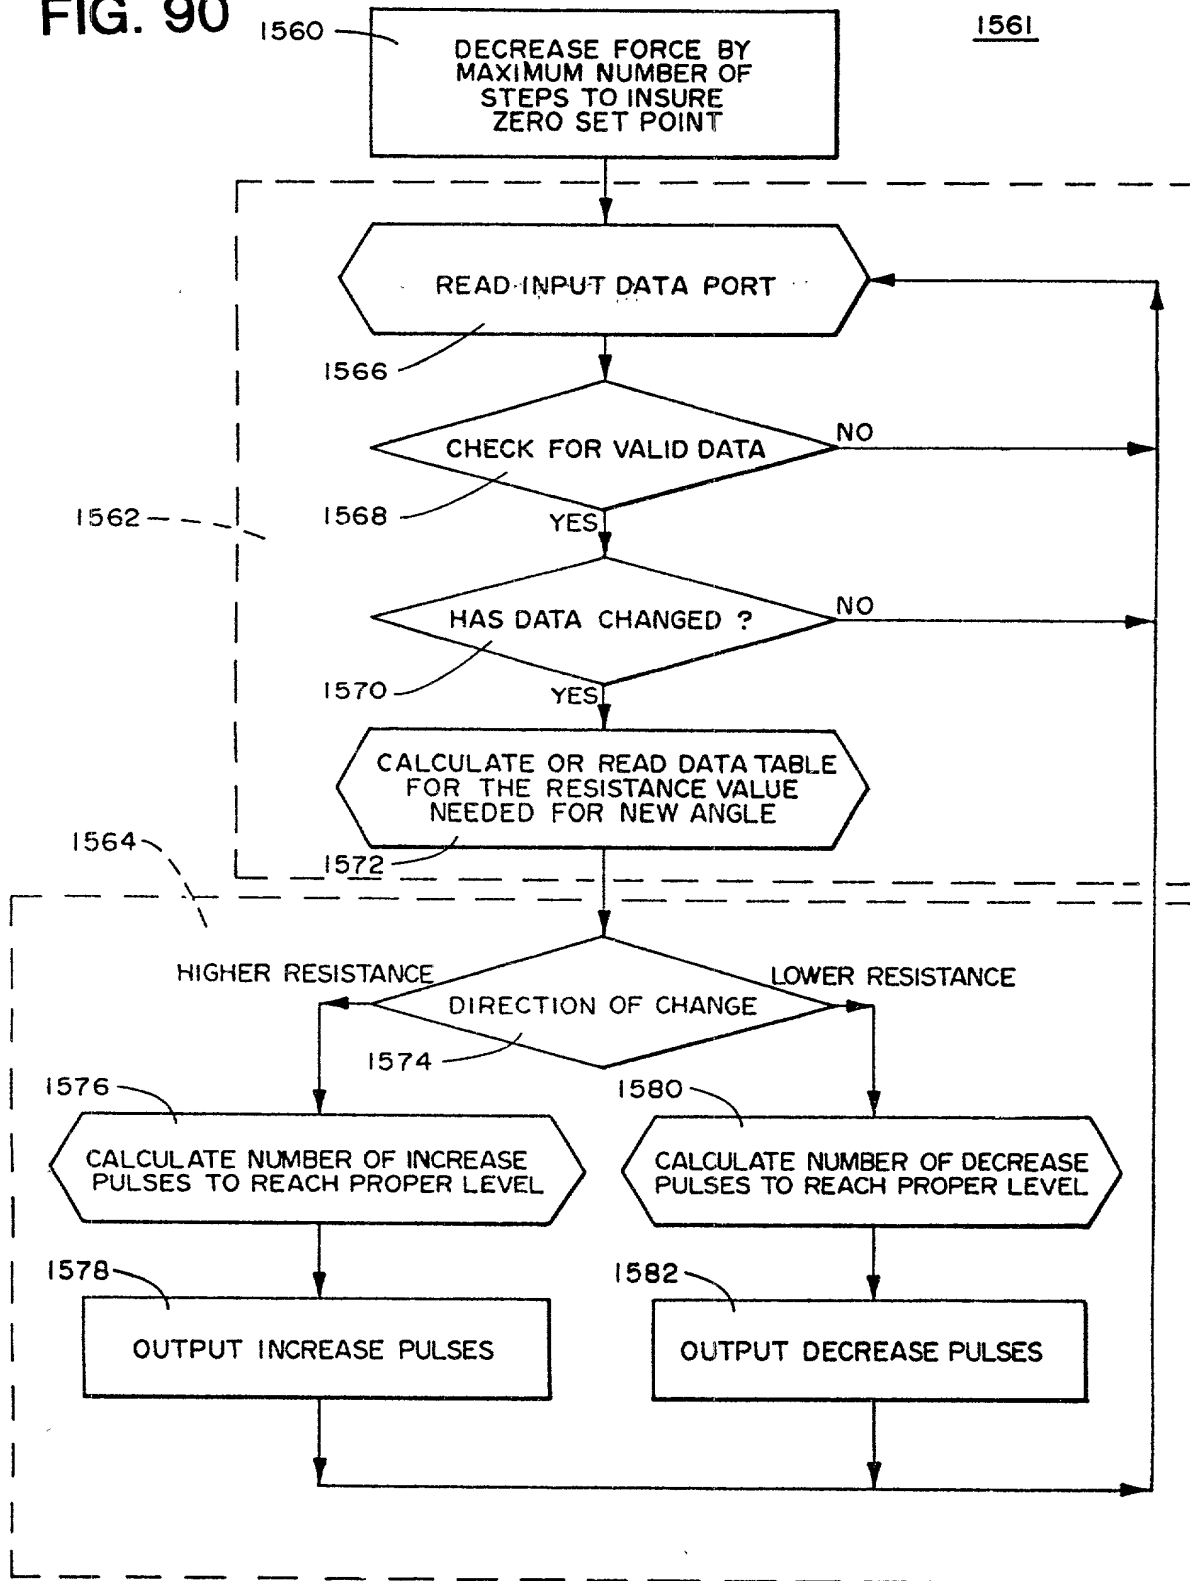 FIG. 90
1560
1561
DECREASE FORCE BY
MAXIMUM NUMBER OF
STEPS TO INSURE
ZERO SET POINT
READ INPUT DATA PORT
1566
CHECK FOR VALID DATA
NO
1568
YES
1562
HAS DATA CHANGED ?
NO
1570
YES
CALCULATE OR READ DATA TABLE
FOR THE RESISTANCE VALUE
NEEDED FOR NEW ANGLE
1572
1564
HIGHER RESISTANCE
LOWER RESISTANCE
DIRECTION OF CHANGE
1574
1576
1580
CALCULATE NUMBER OF INCREASE
PULSES TO REACH PROPER LEVEL
CALCULATE NUMBER OF DECREASE
PULSES TO REACH PROPER LEVEL
1578
1582
OUTPUT INCREASE PULSES
OUTPUT DECREASE PULSES